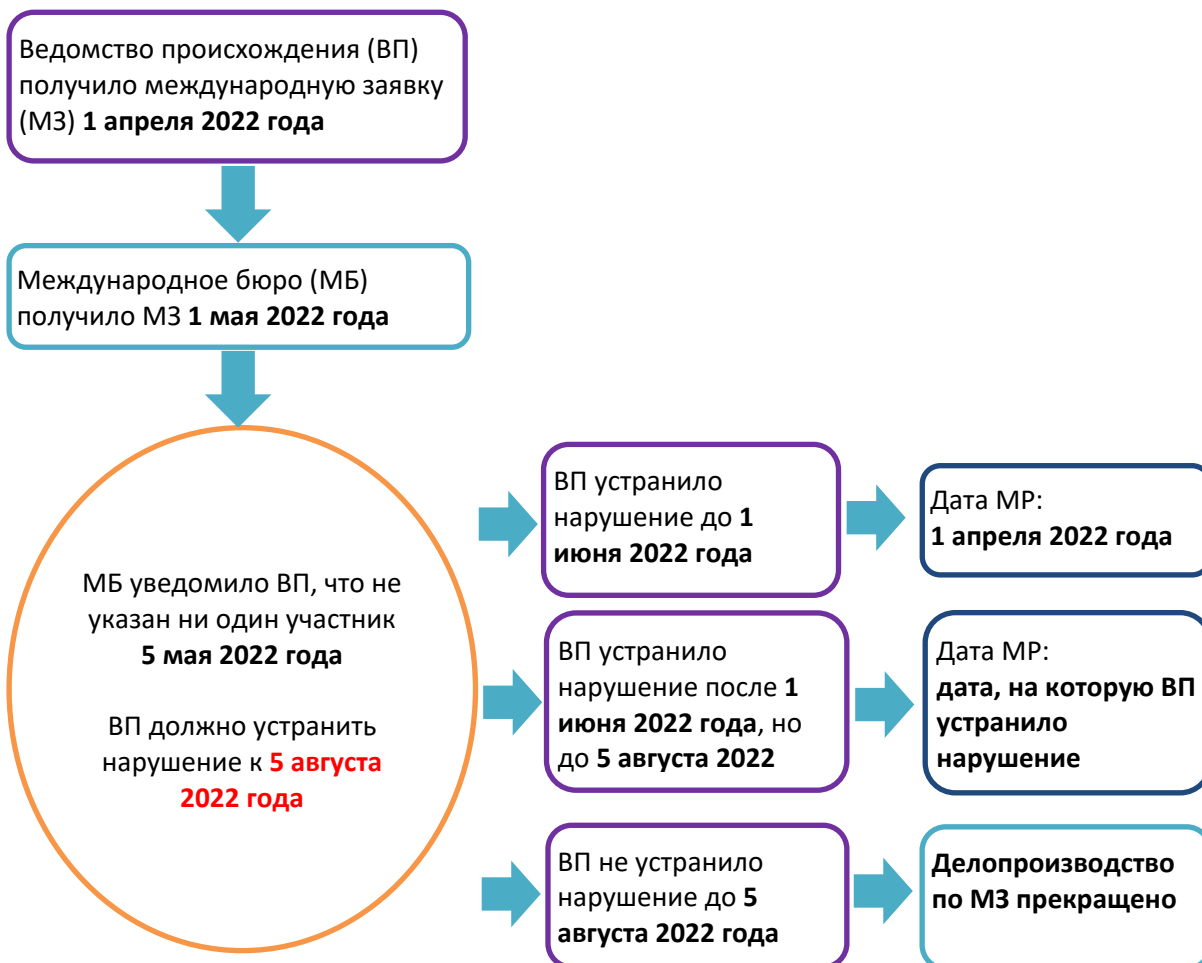 Ведомство происхождения (ВП)
получило международную заявку
(МЗ) 1 апреля 2022 года
Международное бюро (МБ)
получило МЗ 1 мая 2022 года
МБ уведомило ВП, что не
указан ни один участник
5 мая 2022 года
ВП должно устранить
нарушение к 5 августа
2022 года
ВП устранило
нарушение до 1
июня 2022 года
Дата МР:
1 апреля 2022 года
ВП устранило
нарушение после 1
июня 2022 года, но
до 5 августа 2022
Дата МР:
дата, на которую ВП
устранило
нарушение
ВП не устранило
нарушение до 5
августа 2022 года
Делопроизводство
по МЗ прекращено